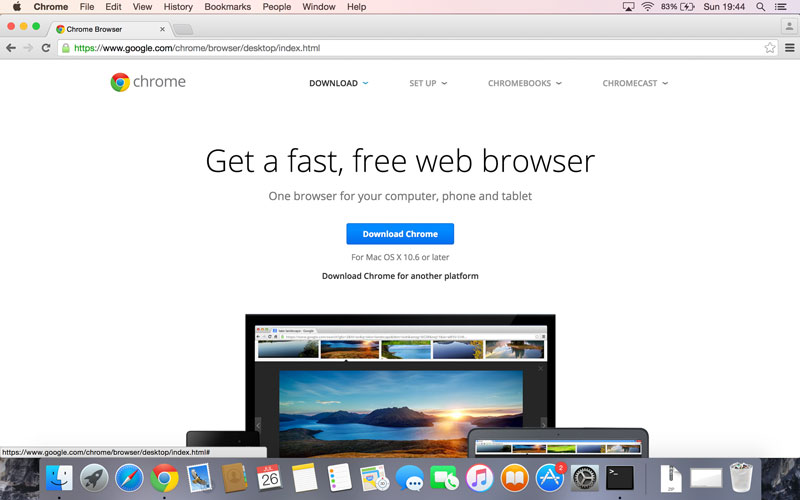 Chrome File Edit View History Bookmarks People Window Help 83% Sun 19:44
Chrome Browser
https://www.google.com/chrome/browser/desktop/index.html
chrome DOWNLOAD SET UP CHROMEBOOKS CHROMECAST
Get a fast, free web browser
One browser for your computer, phone and tablet
Download Chrome
For Mac OS X 10.6 or later
Download Chrome for another platform
https://www.google.com/chrome/browser/desktop/index.html#
JUL
26
2
ZIP